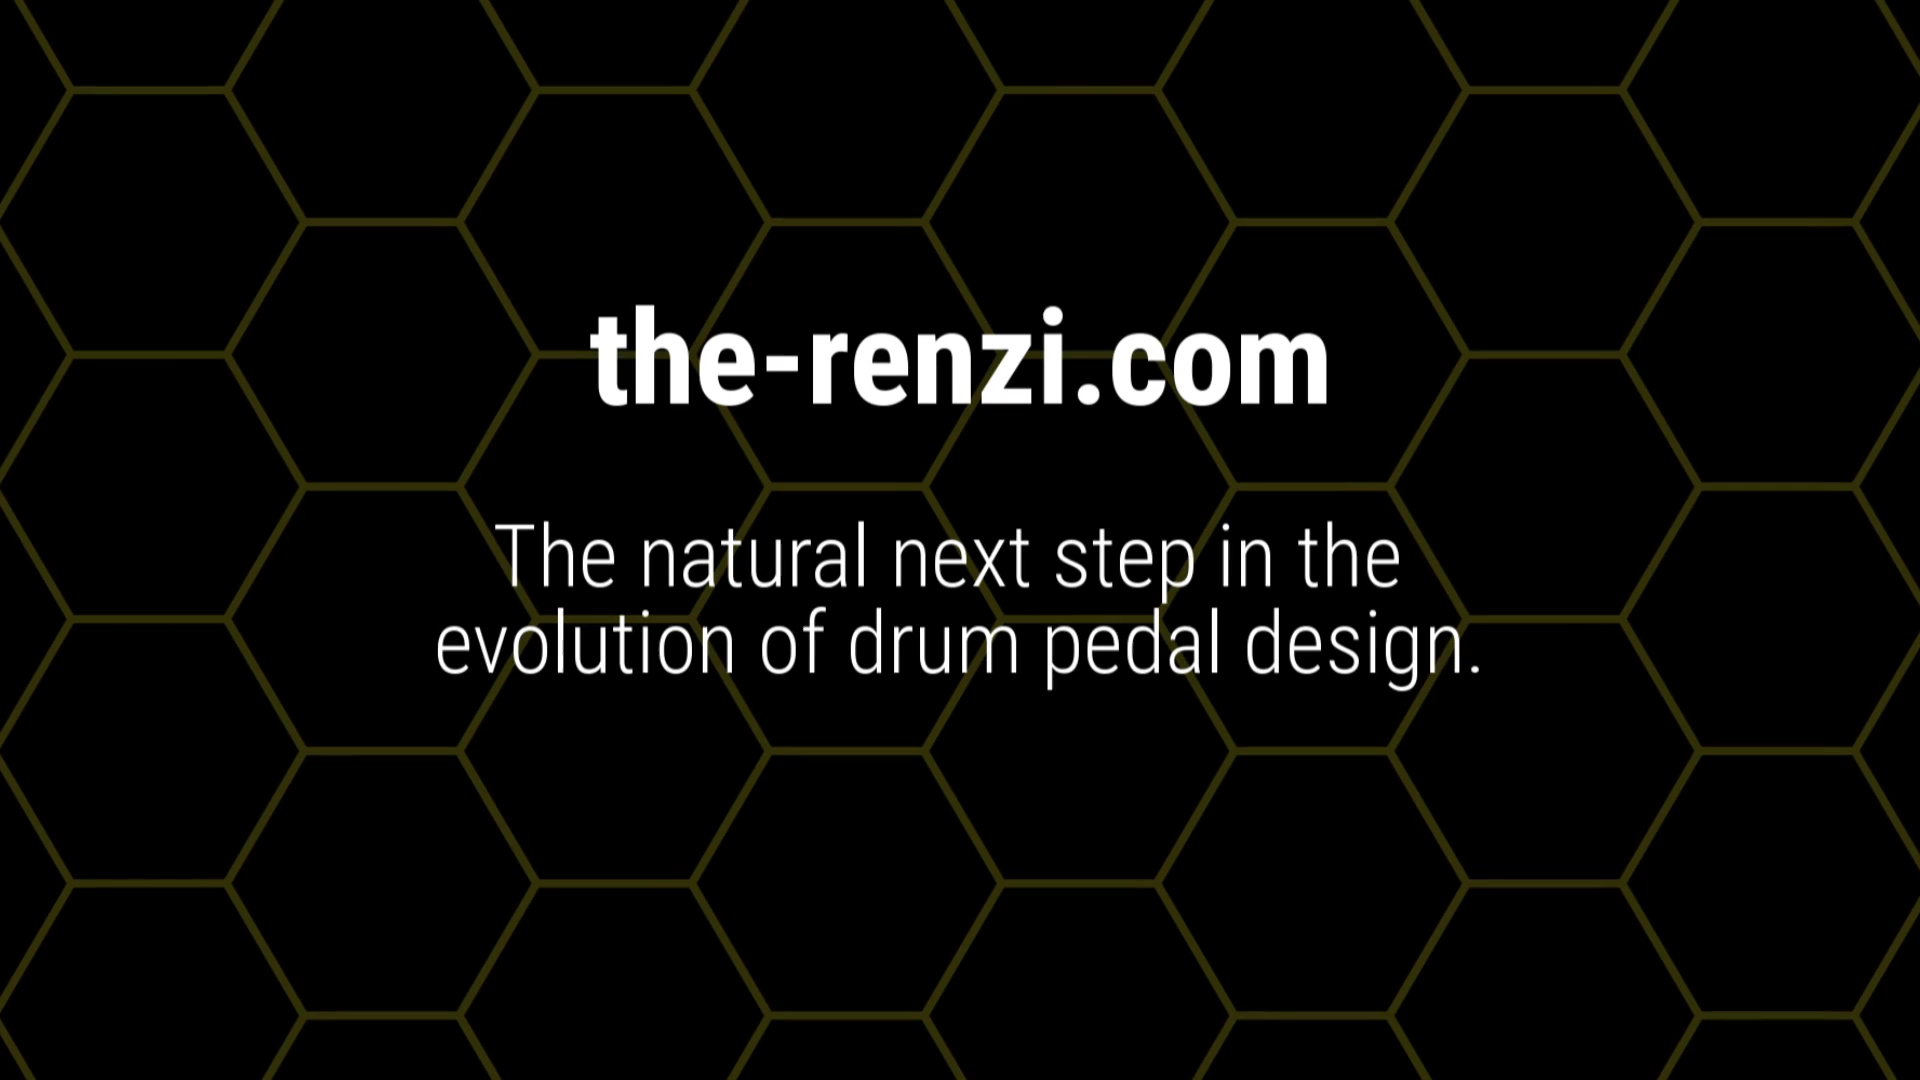 the-renzi.com
The natural next step in the
evolution of drum pedal design.